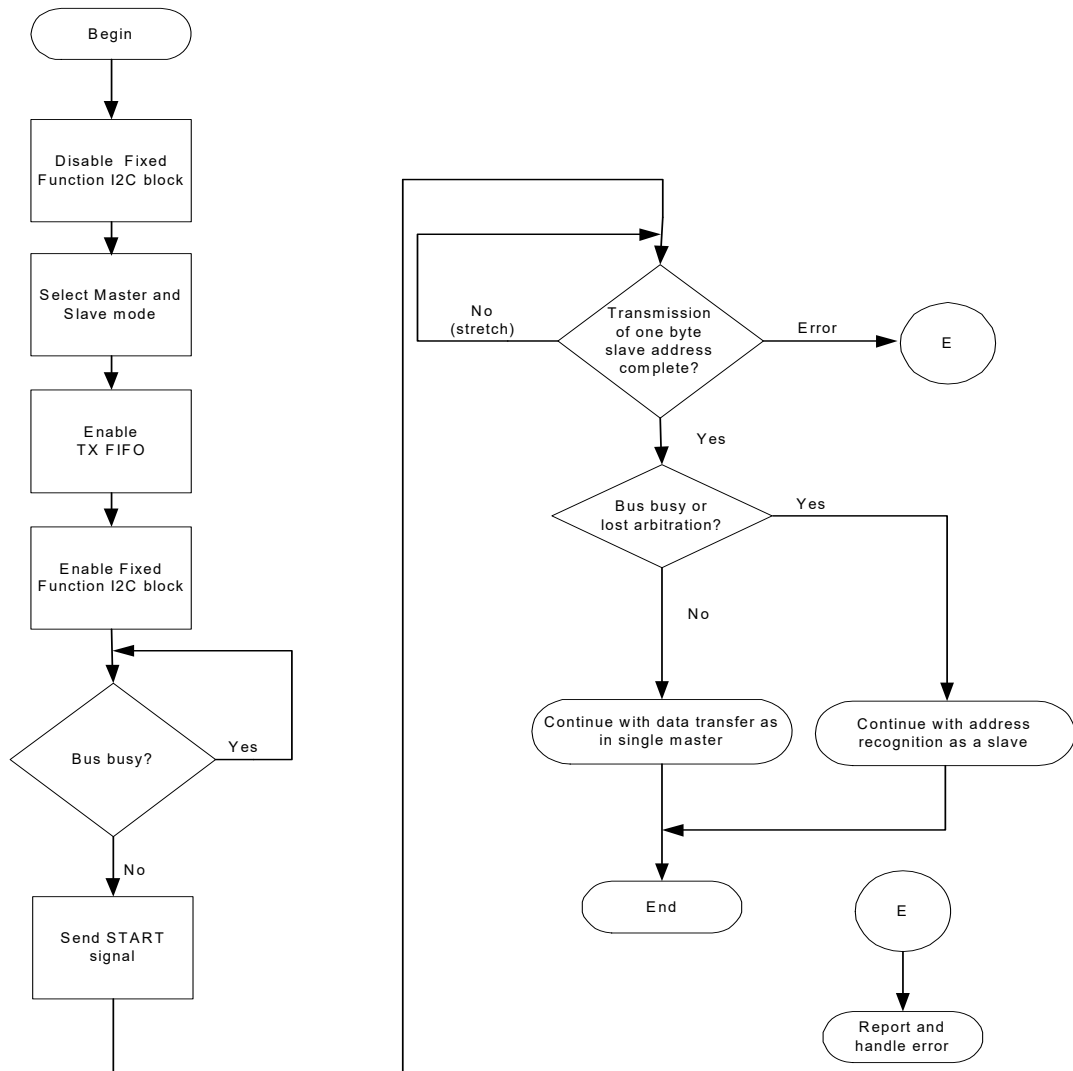 Begin
Disable Fixed
Function I2C block
Select Master and
Slave mode
Enable
TX FIFO
Enable Fixed
Function I2C block
Bus busy?
Yes
No
Send START
signal
No
(stretch)
Transmission
of one byte
slave address
complete?
Error
E
Yes
Bus busy or
lost arbitration?
Yes
No
Continue with data transfer as
in single master
Continue with address
recognition as a slave
End
E
Report and
handle error